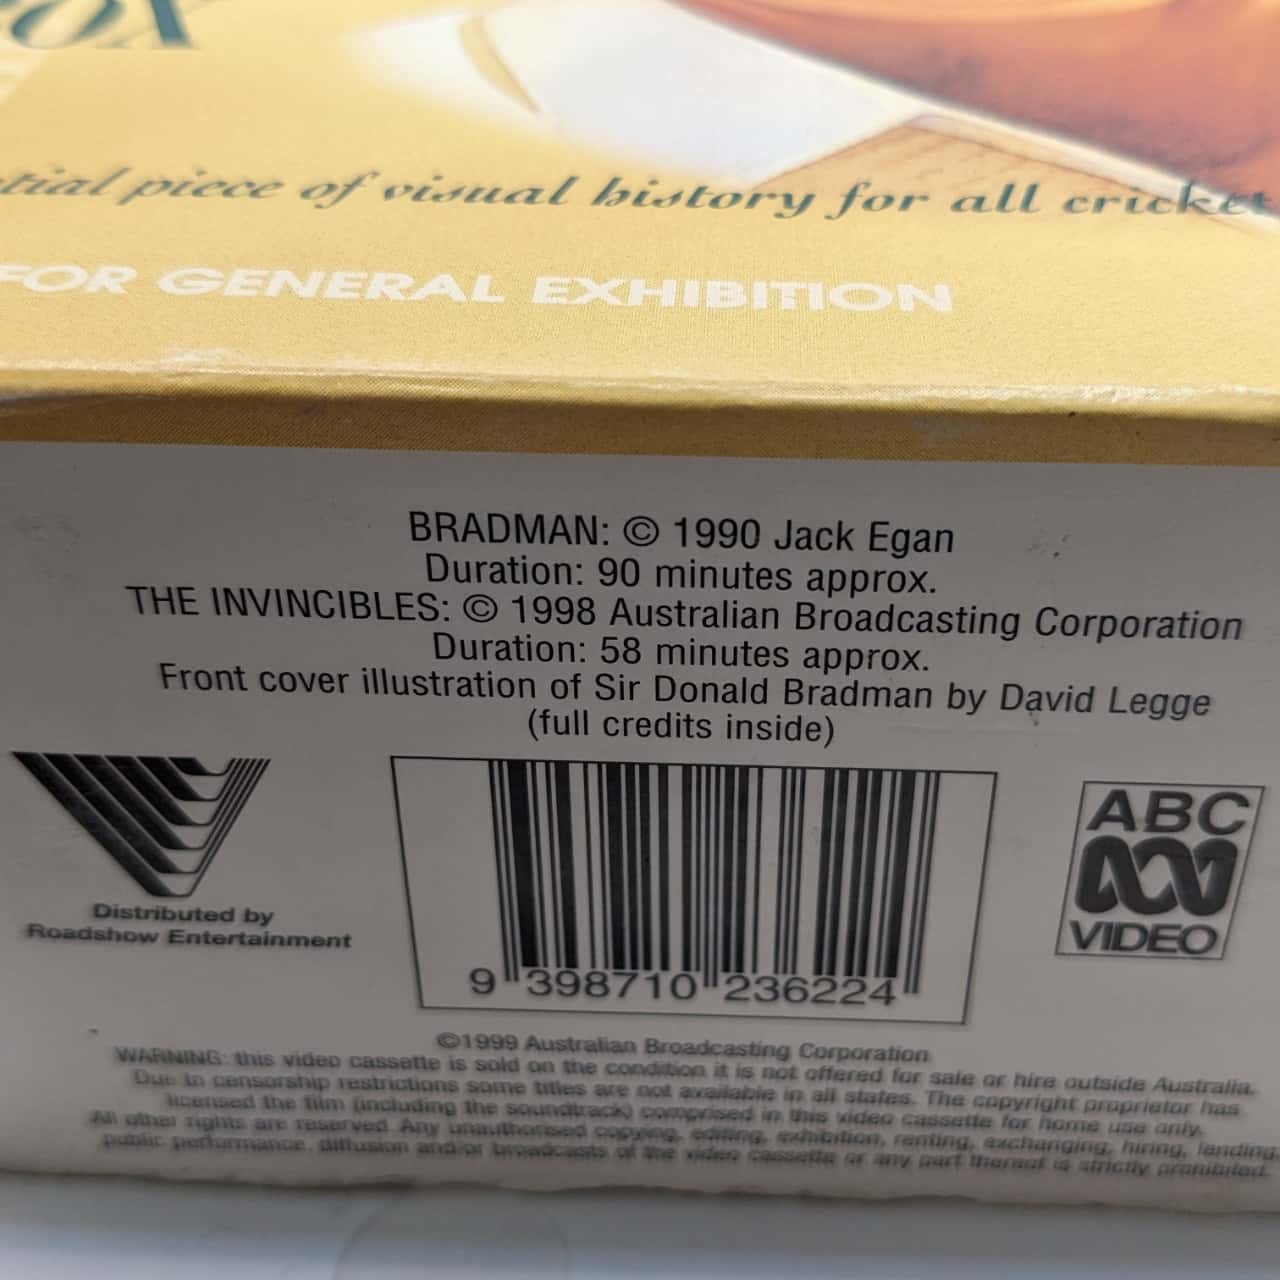 OX
tial piece of visual history for all cricket
FOR GENERAL EXHIBITION
BRADMAN: © 1990 Jack Egan
Duration: 90 minutes approx.
THE INVINCIBLES: © 1998 Australian Broadcasting Corporation
Duration: 58 minutes approx.
Front cover illustration of Sir Donald Bradman by David Legge
(full credits inside)
Distributed by
Roadshow Entertainment
9 398710 236224
ABC
VIDEO
©1999 Australian Broadcasting Corporation
WARNING: this video cassette is sold on the condition it is not offered for sale or hire outside Australia.
Due to censorship restrictions some titles are not available in all states. The copyright proprietor has
licensed the film (including the soundtrack) comprised in this video cassette for home use only.
All other rights are reserved. Any unauthorised copying, editing, exhibition, renting, exchanging, hiring, lending,
public performance, diffusion and/or broadcasts of the video cassette or any part thereof is strictly prohibited.